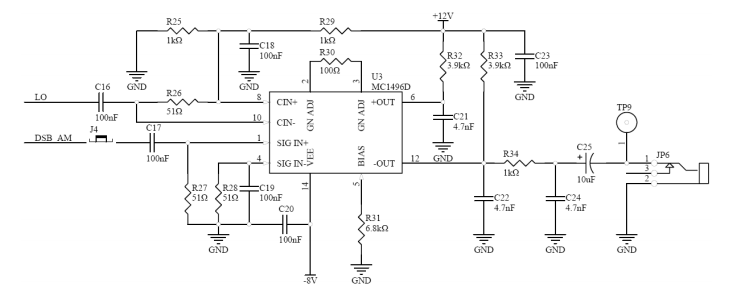 +12V
R25
1kΩ
R29
1kΩ
C18
100nF
R30
100Ω
R32
3.9kΩ
R33
3.9kΩ
C23
100nF
GND
GND
GND
U3
MC1496D
2
3
LO
C16
100nF
R26
51Ω
8
CIN+
GN ADJ
GN ADJ
+OUT
6
10
CIN-
C21
4.7nF
GND
TP9
1
DSB AM
J4
C17
100nF
1
SIG IN+
4
SIG IN-
VEE
BIAS
-OUT
12
R34
1kΩ
C25
+
10nF
1
3
2
JP6
14
5
R27
51Ω
R28
51Ω
C19
100nF
C20
100nF
R31
6.8kΩ
C22
4.7nF
C24
4.7nF
GND
-8V
GND
GND
GND
GND